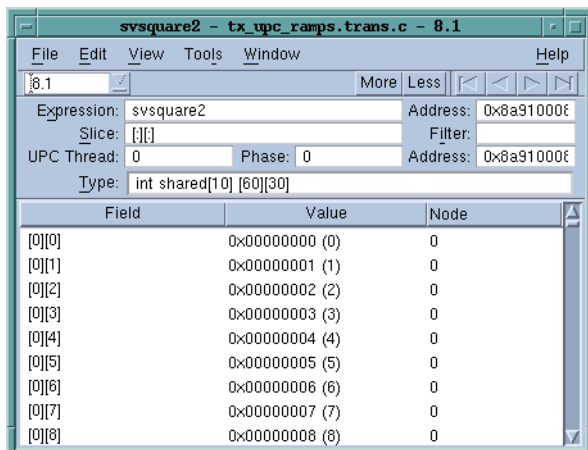 svsquare2 - tx_upc_ramps.trans.c - 8.1
File Edit View Tools Window Help
8.1 More Less
Expression: svsquare2 Address: 0x8a910008
Slice: [:][:] Filter:
UPC Thread: 0 Phase: 0 Address: 0x8a910008
Type: int shared[10] [60][30]
Field Value Node
[0][0] 0x00000000 (0) 0
[0][1] 0x00000001 (1) 0
[0][2] 0x00000002 (2) 0
[0][3] 0x00000003 (3) 0
[0][4] 0x00000004 (4) 0
[0][5] 0x00000005 (5) 0
[0][6] 0x00000006 (6) 0
[0][7] 0x00000007 (7) 0
[0][8] 0x00000008 (8) 0